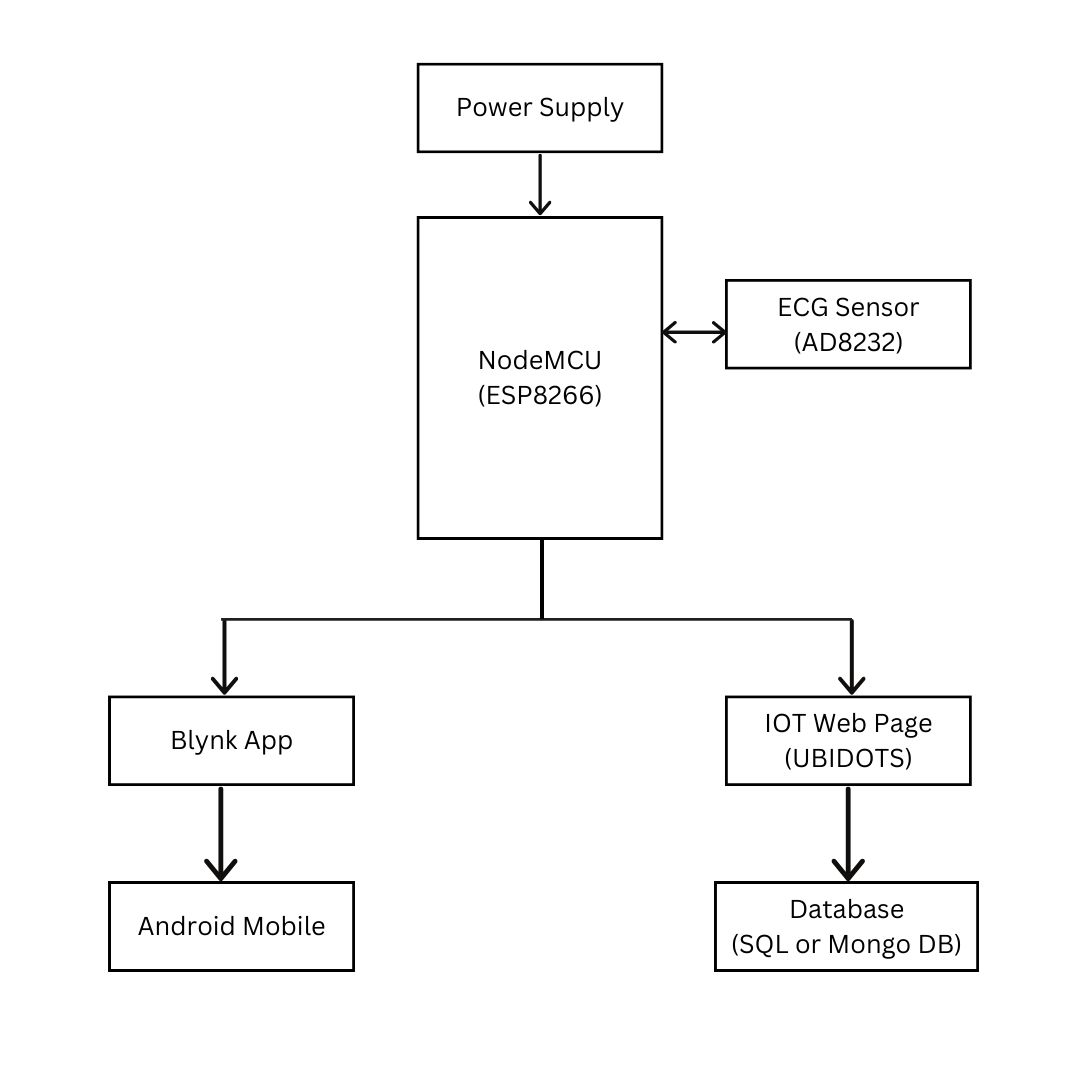 Power Supply
ECG Sensor
(AD8232)
NodeMCU
(ESP8266)
Blynk App
IOT Web Page
(UBIDOTS)
Android Mobile
Database
(SQL or Mongo DB)